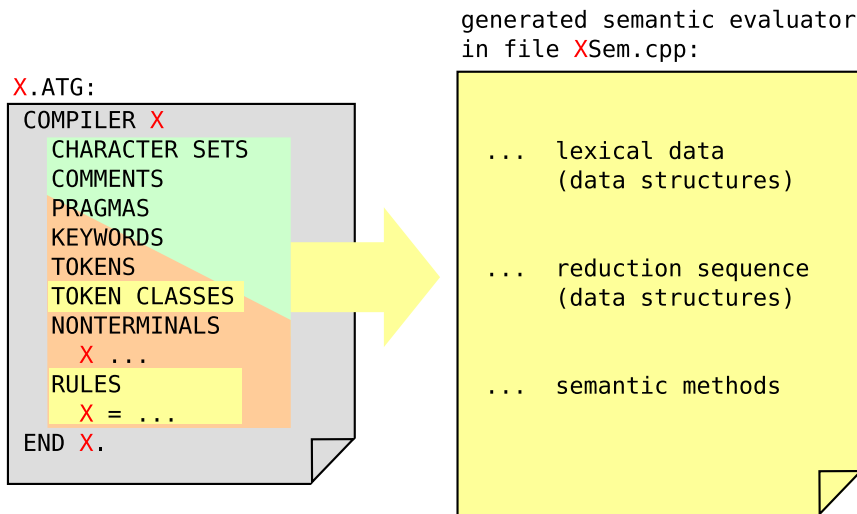 X.ATG:
COMPILER X
CHARACTER SETS
COMMENTS
PRAGMAS
KEYWORDS
TOKENS
TOKEN CLASSES
NONTERMINALS
X ...
RULES
X = ...
END X.
generated semantic evaluator
in file XSem.cpp:
... lexical data
(data structures)
... reduction sequence
(data structures)
... semantic methods